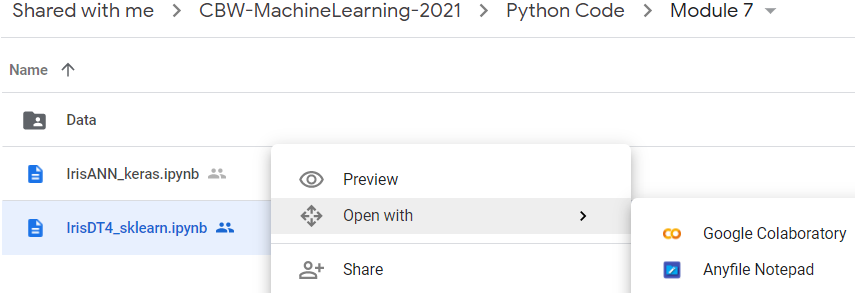 Shared with me > CBW-MachineLearning-2021 > Python Code > Module 7
Name
Data
IrisANN_keras.ipynb
IrisDT4_sklearn.ipynb
Preview
Open with
Share
Google Colaboratory
Anyfile Notepad